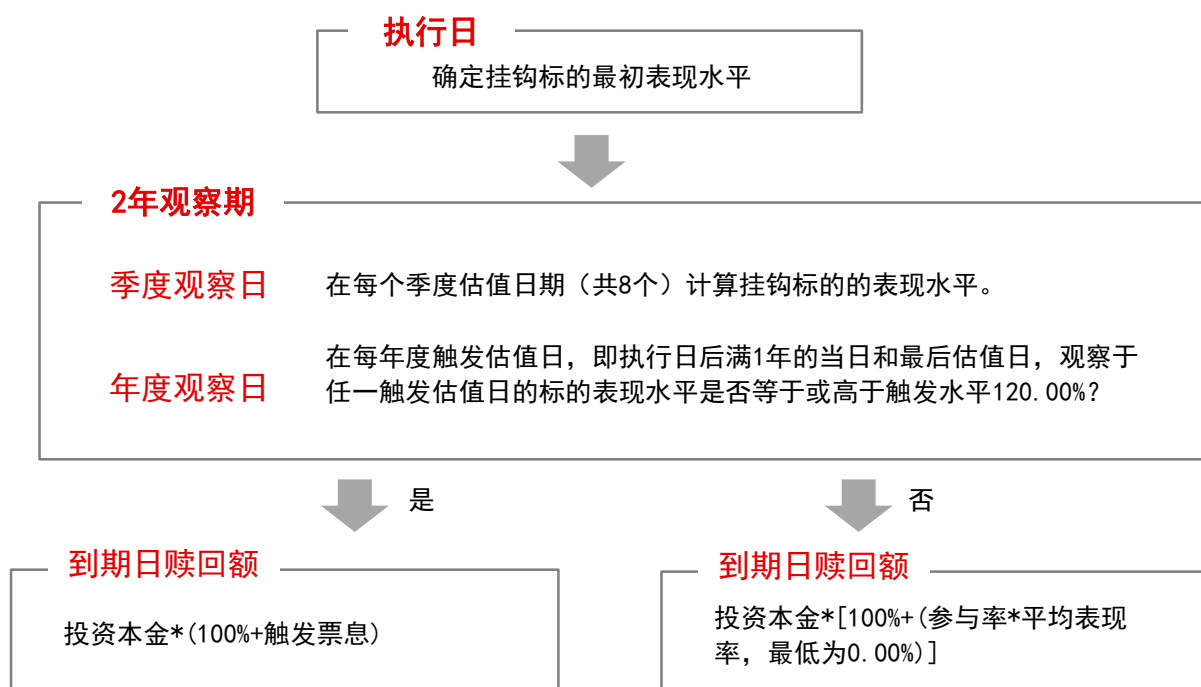 执行日
确定挂钩标的最初表现水平
2年观察期
季度观察日
在每个季度估值日期（共8个）计算挂钩标的的表现水平。
年度观察日
在每年度触发估值日，即执行日后满1年的当日和最后估值日，观察于
任一触发估值日的标的表现水平是否等于或高于触发水平120.00%?
是
否
到期日赎回额
投资本金*(100%+触发票息)
到期日赎回额
投资本金*[100%+(参与率*平均表现
率，最低为0.00%)]